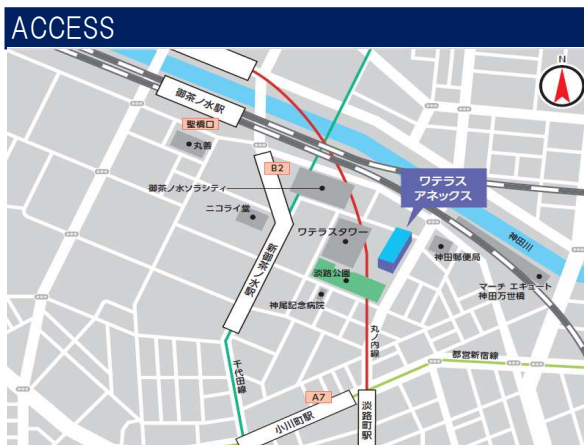 ACCESS
N
御茶ノ水駅
聖橋口
丸善
B2
御茶ノ水ソラシティ
ニコライ堂
ワテラス
アネックス
ワテラスタワー
新御茶ノ水駅
淡路公園
神尾記念病院
神田郵便局
神田川
マーチ エキュート
神田万世橋
丸ノ内線
都営新宿線
千代田線
A7
小川町駅
淡路町駅